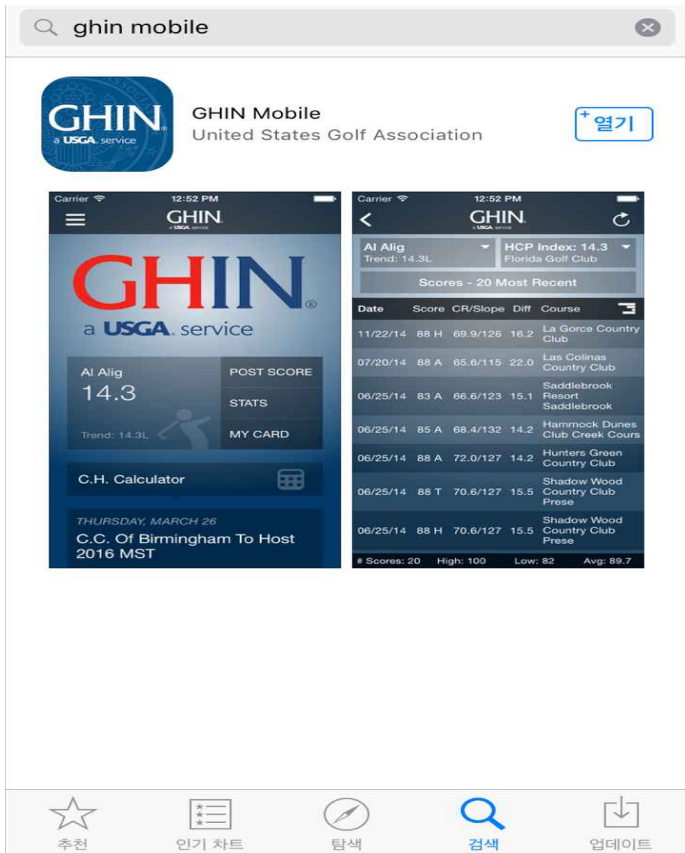 ghin mobile
GHIN
a USGA. service
GHIN Mobile
United States Golf Association
+열기
Carrier 12:52 PM
GHIN
GHIN®
a USGA. service
Al Alig
14.3
Trend: 14.3L
POST SCORE
STATS
MY CARD
C.H. Calculator
THURSDAY, MARCH 26
C.C. Of Birmingham To Host
2016 MST
Carrier 12:52 PM
GHIN
Al Alig
Trend: 14.3L
HCP Index: 14.3
Florida Golf Club
Scores - 20 Most Recent
Date Score CR/Slope Diff Course
11/22/14 88 H 69.9/126 16.2 La Gorce Country
Club
07/20/14 88 A 65.6/115 22.0 Las Colinas
Country Club
06/25/14 83 A 66.6/123 15.1 Saddlebrook
Resort
Saddlebrook
06/25/14 85 A 68.4/132 14.2 Hammock Dunes
Club Creek Cours
06/25/14 88 A 72.0/127 14.2 Hunters Green
Country Club
06/25/14 88 T 70.6/127 15.5 Shadow Wood
Country Club
Prese
06/25/14 88 H 70.6/127 15.5 Shadow Wood
Country Club
Prese
# Scores: 20 High: 100 Low: 82 Avg: 89.7
추천 인기 차트 탐색 검색 업데이트